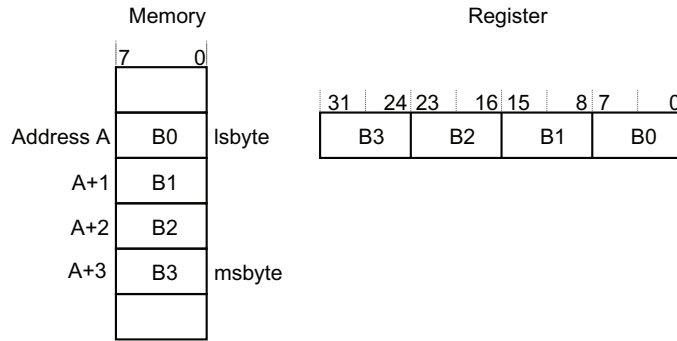 Memory
Register
7 0
31 24 23 16 15 8 7 0
Address A B0 lsbyte
B3 B2 B1 B0
A+1 B1
A+2 B2
A+3 B3 msbyte